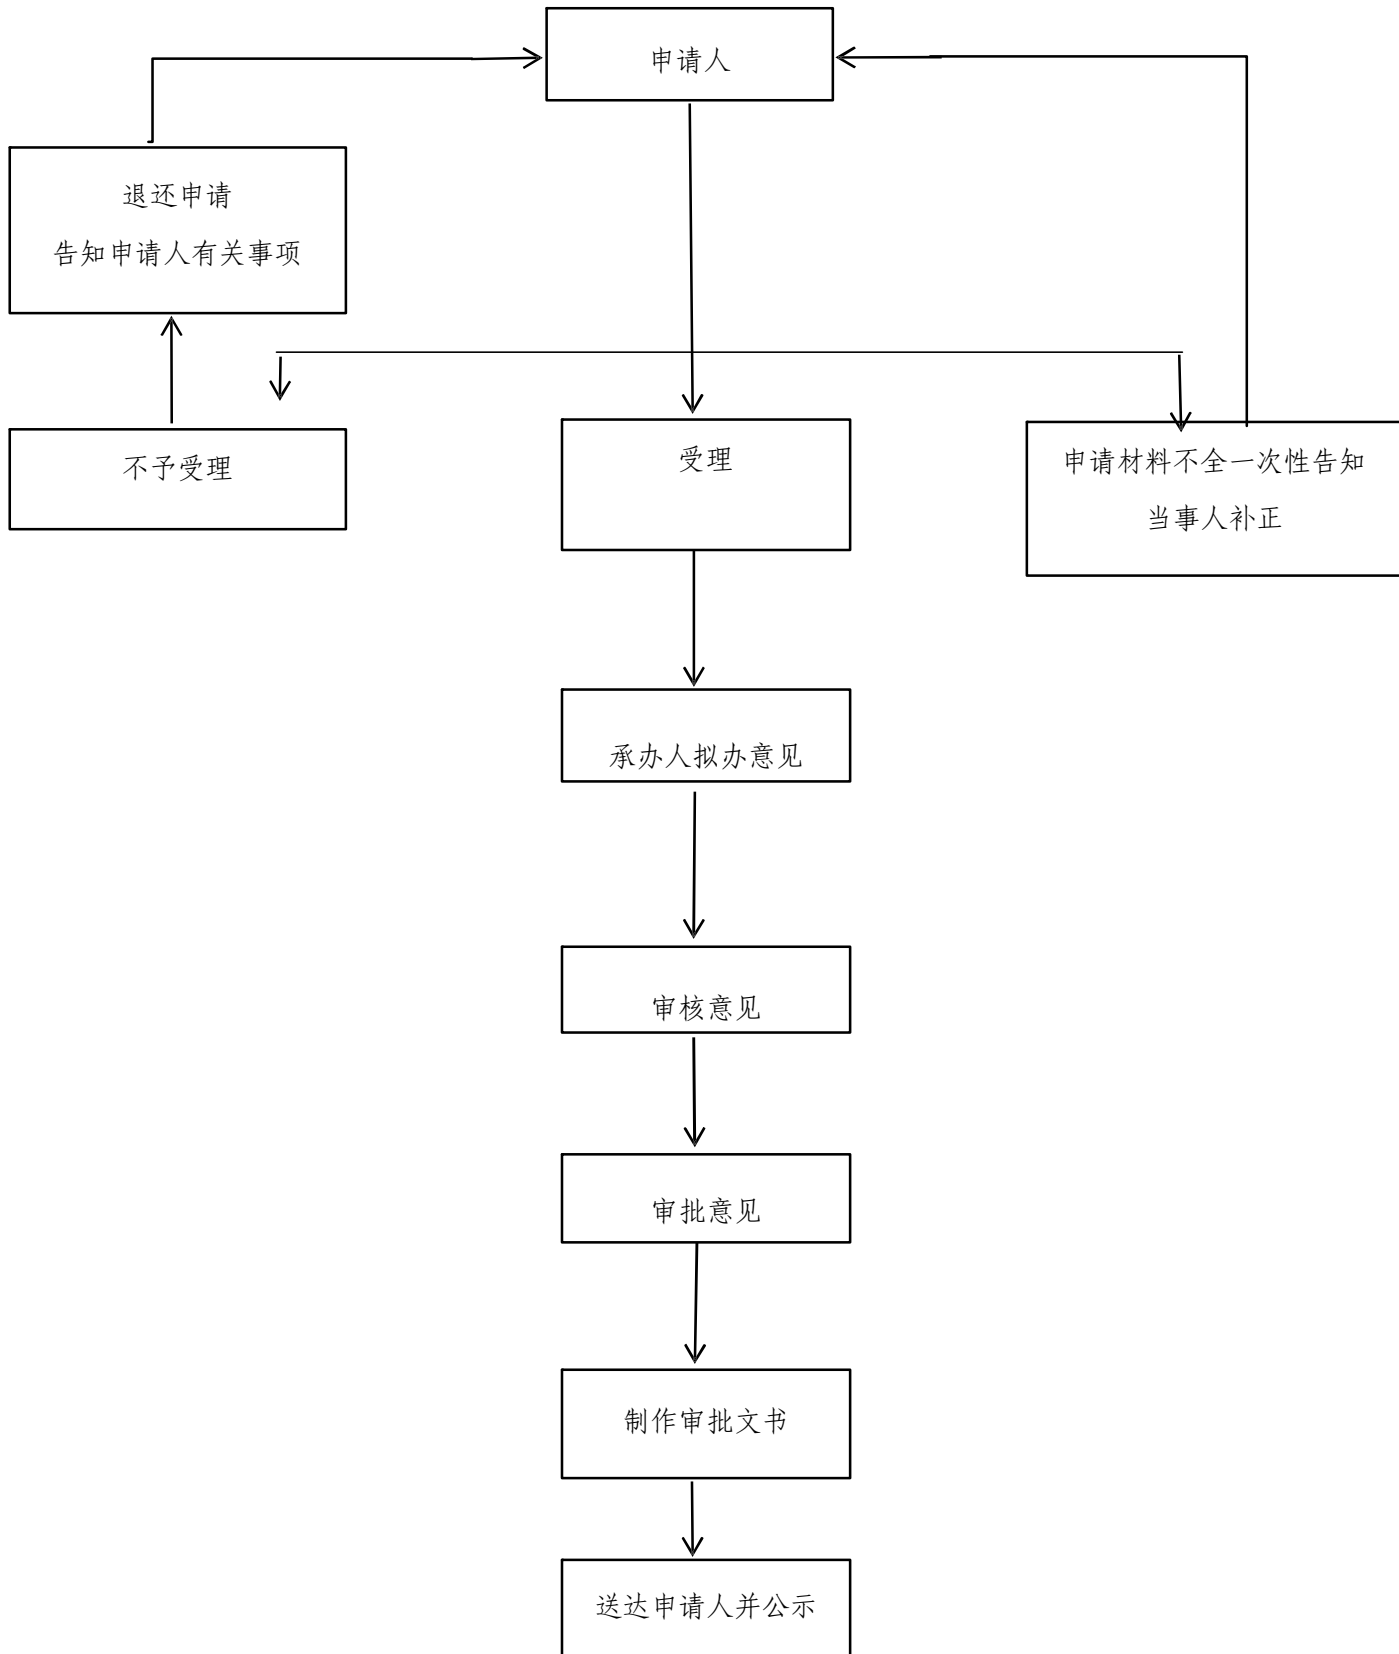 申请人
退还申请
告知申请人有关事项
不予受理
受理
申请材料不全一次性告知
当事人补正
承办人拟办意见
审核意见
审批意见
制作审批文书
送达申请人并公示